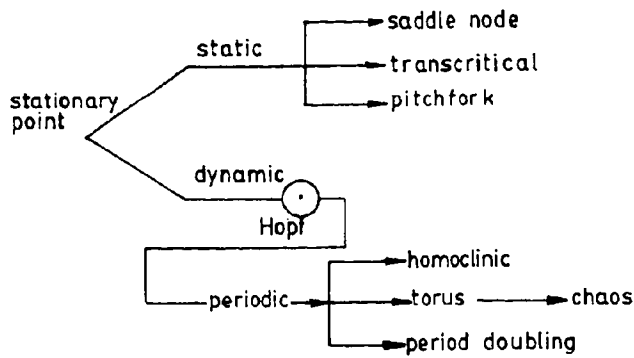 saddle node
static
transcritical
stationary
point
pitchfork
dynamic
Hopf
homoclinic
periodic
torus
chaos
period doubling